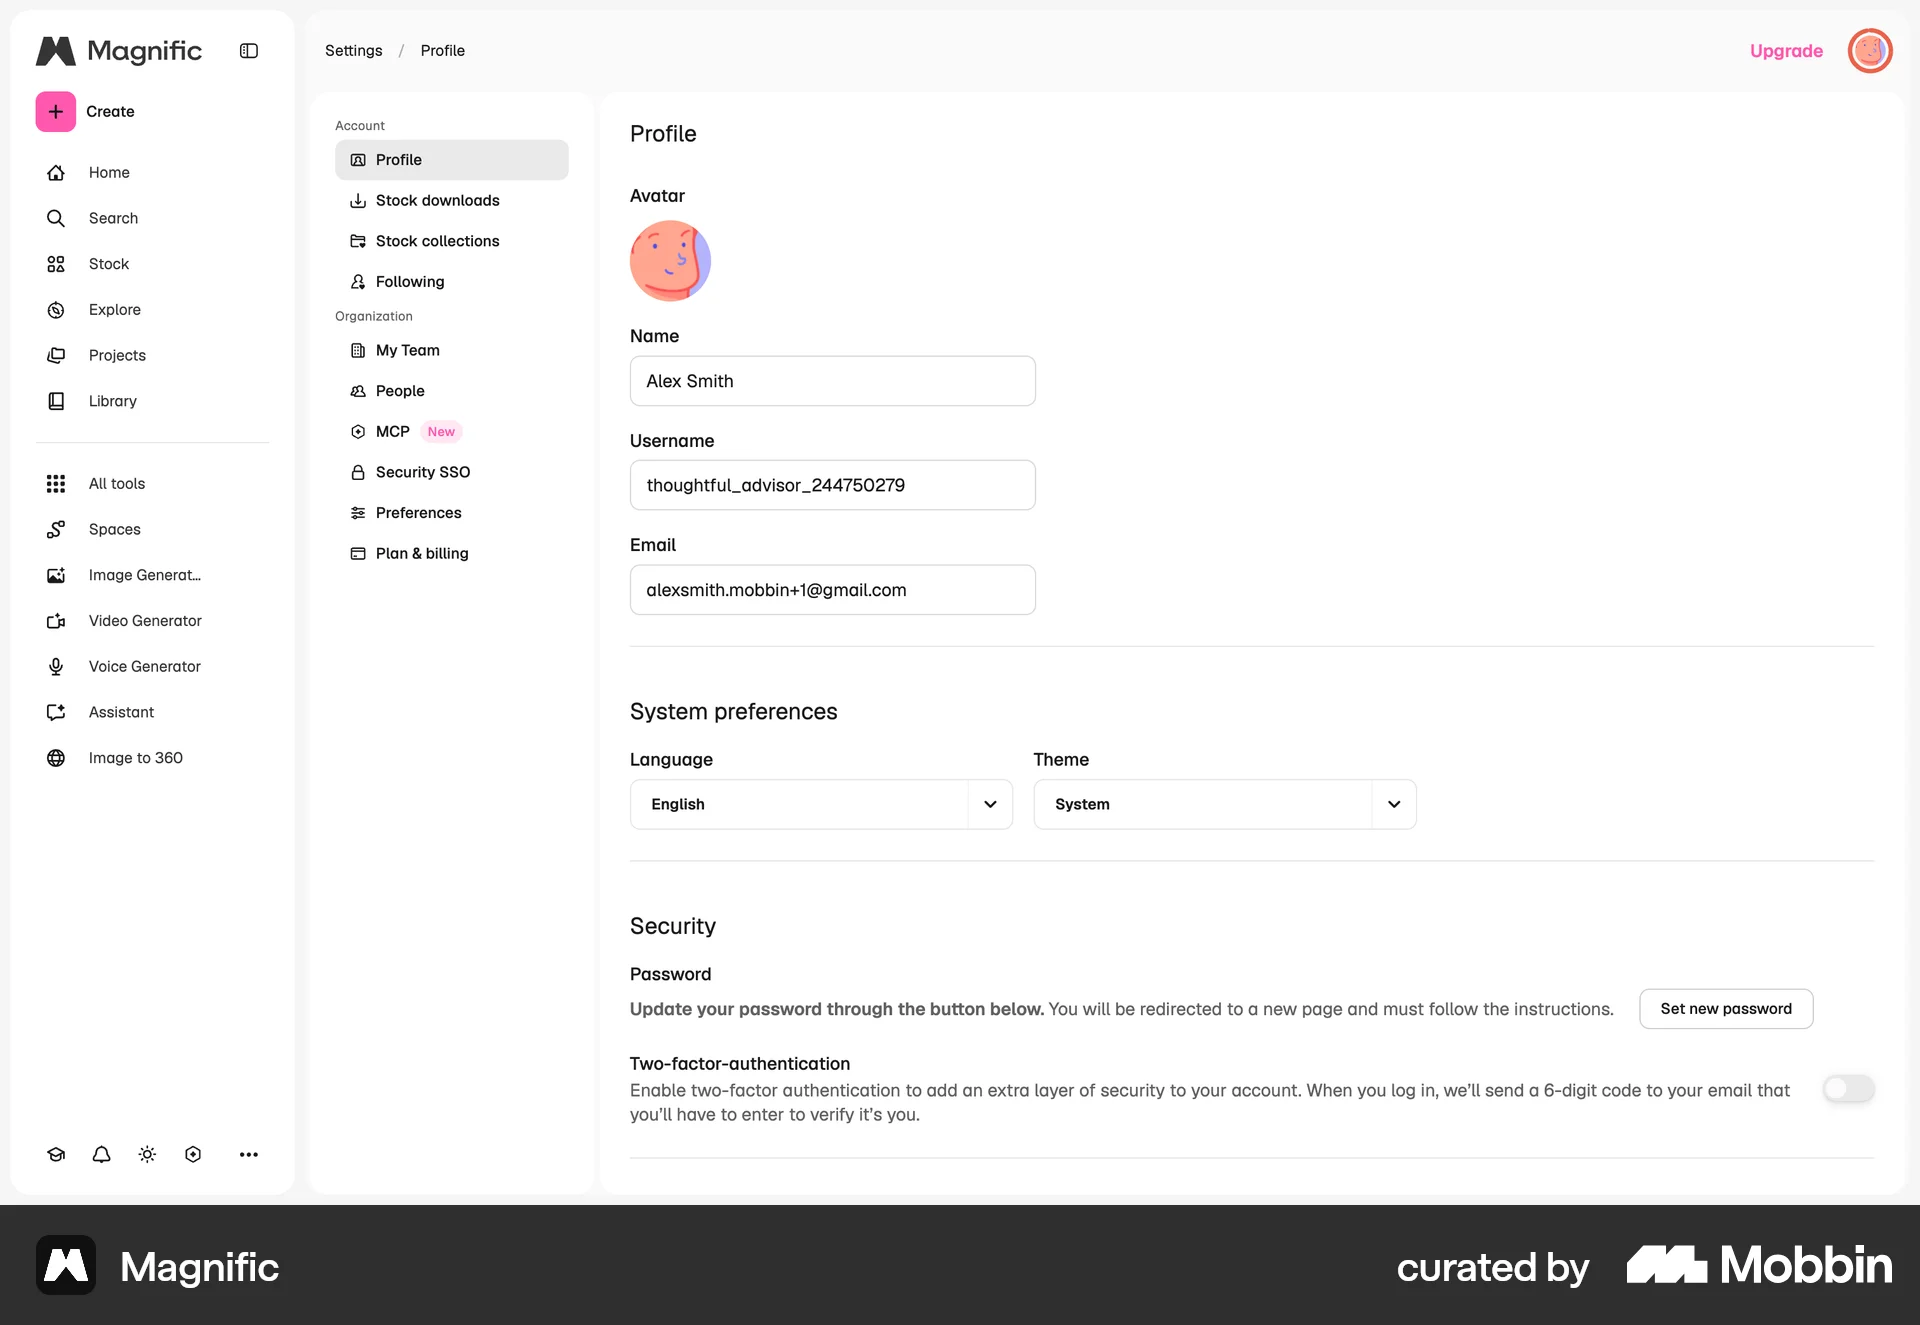 Magnific
Create
Home
Search
Stock
Explore
Projects
Library
All tools
Spaces
Image Generat...
Video Generator
Voice Generator
Assistant
Image to 360
Settings / Profile
Upgrade
Account
Profile
Stock downloads
Stock collections
Following
Organization
My Team
People
MCP New
Security SSO
Preferences
Plan & billing
Profile
Avatar
Name
Alex Smith
Username
thoughtful_advisor_244750279
Email
alexsmith.mobbin+1@gmail.com
System preferences
Language
English
Theme
System
Security
Password
Update your password through the button below. You will be redirected to a new page and must follow the instructions.
Set new password
Two-factor-authentication
Enable two-factor authentication to add an extra layer of security to your account. When you log in, we’ll send a 6-digit code to your email that
you’ll have to enter to verify it’s you.
Magnific
curated by Mobbin